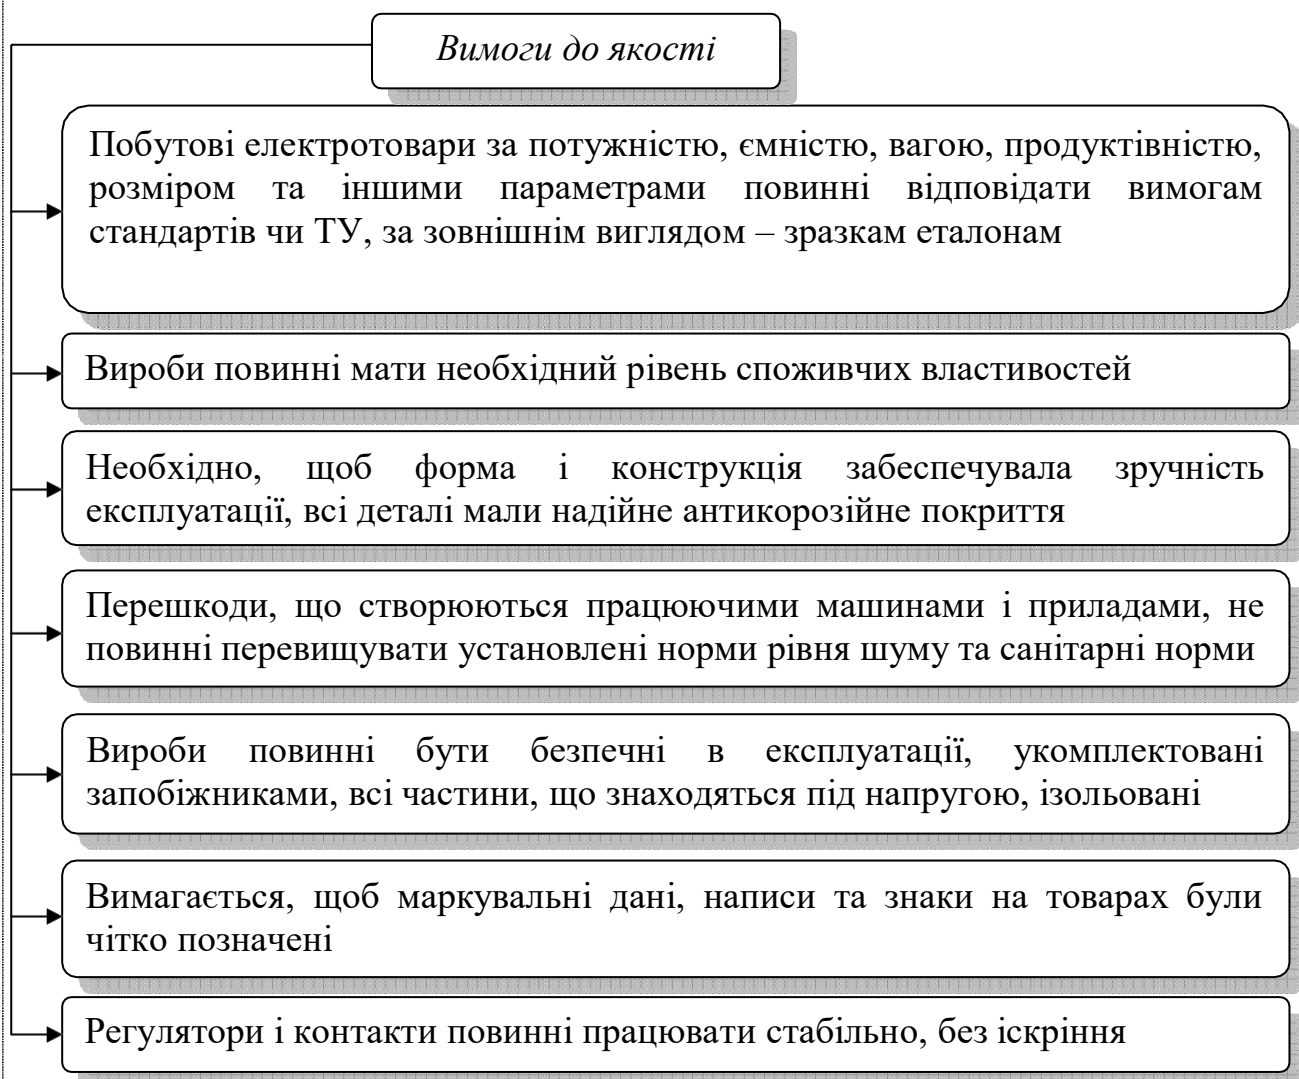 Вимоги до якості
Побутові електротовари за потужністю, ємністю, вагою, продуктівністю,
розміром та іншими параметрами повинні відповідати вимогам
стандартів чи ТУ, за зовнішнім виглядом – зразкам еталонам
Вироби повинні мати необхідний рівень споживчих властивостей
Необхідно, щоб форма і конструкція забеспечувала зручність
експлуатації, всі деталі мали надійне антикорозійне покриття
Перешкоди, що створюються працюючими машинами і приладами, не
повинні перевищувати установлені норми рівня шуму та санітарні норми
Вироби повинні бути безпечні в експлуатації, укомплектовані
запобіжниками, всі частини, що знаходяться під напругою, ізольовані
Вимагається, щоб маркувальні дані, написи та знаки на товарах були
чітко позначені
Регулятори і контакти повинні працювати стабільно, без іскріння